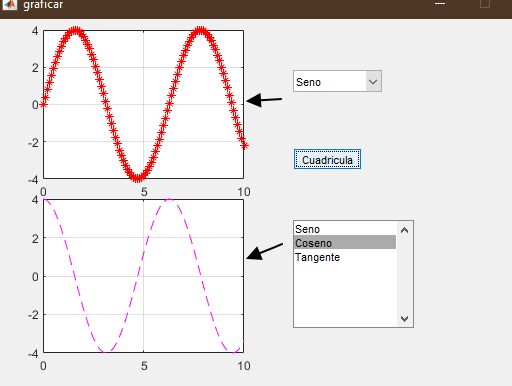 graficar
4
2
0
-2
-4
0
5
10
Seno
Cuadricula
4
2
0
-2
-4
0
5
10
Seno
Coseno
Tangente